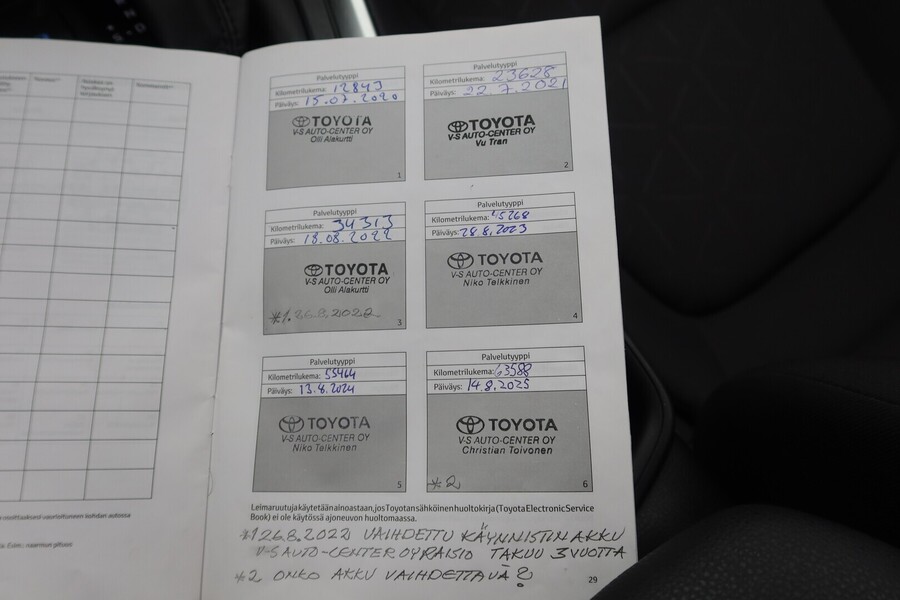 Palvelutyyppi
Kilometrilukema: 12843
Päiväys: 15.07.2020
TOYOTA
V-S AUTO-CENTER OY
Olli Alakurtti
1
Palvelutyyppi
Kilometrilukema: 23628
Päiväys: 22.7.2021
TOYOTA
V-S AUTO-CENTER OY
Vu Tran
2
Palvelutyyppi
Kilometrilukema: 34313
Päiväys: 18.08.2022
TOYOTA
V-S AUTO-CENTER OY
Olli Alakurtti
*1. 26.8.2022
3
Palvelutyyppi
Kilometrilukema: 45268
Päiväys: 28.8.2023
TOYOTA
V-S AUTO-CENTER OY
Niko Telkkinen
4
Palvelutyyppi
Kilometrilukema: 55464
Päiväys: 13.8.2024
TOYOTA
V-S AUTO-CENTER OY
Niko Telkkinen
5
Palvelutyyppi
Kilometrilukema: 63588
Päiväys: 14.8.2025
TOYOTA
V-S AUTO-CENTER OY
Christian Toivonen
*2
6
Leimaruutuja käytetään ainoastaan, jos Toyotan sähköinen huoltokirja (Toyota Electronic Service
Book) ei ole käytössä ajoneuvon huoltomaassa.
*1 26.8.2022 VAIHDETTU KÄYNNISTIN AKKU
V-S AUTO-CENTER OY RAISIO TAKUU 3 VUOTTA
*2 ONKO AKKU VAIHDETTAVA?
29